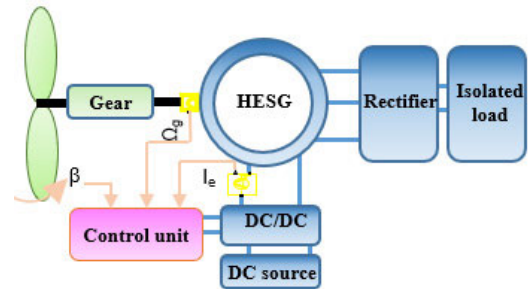 Gear
HESG
Rectifier
Isolated
load
Ωg
β
Ie
Control unit
DC/DC
DC source